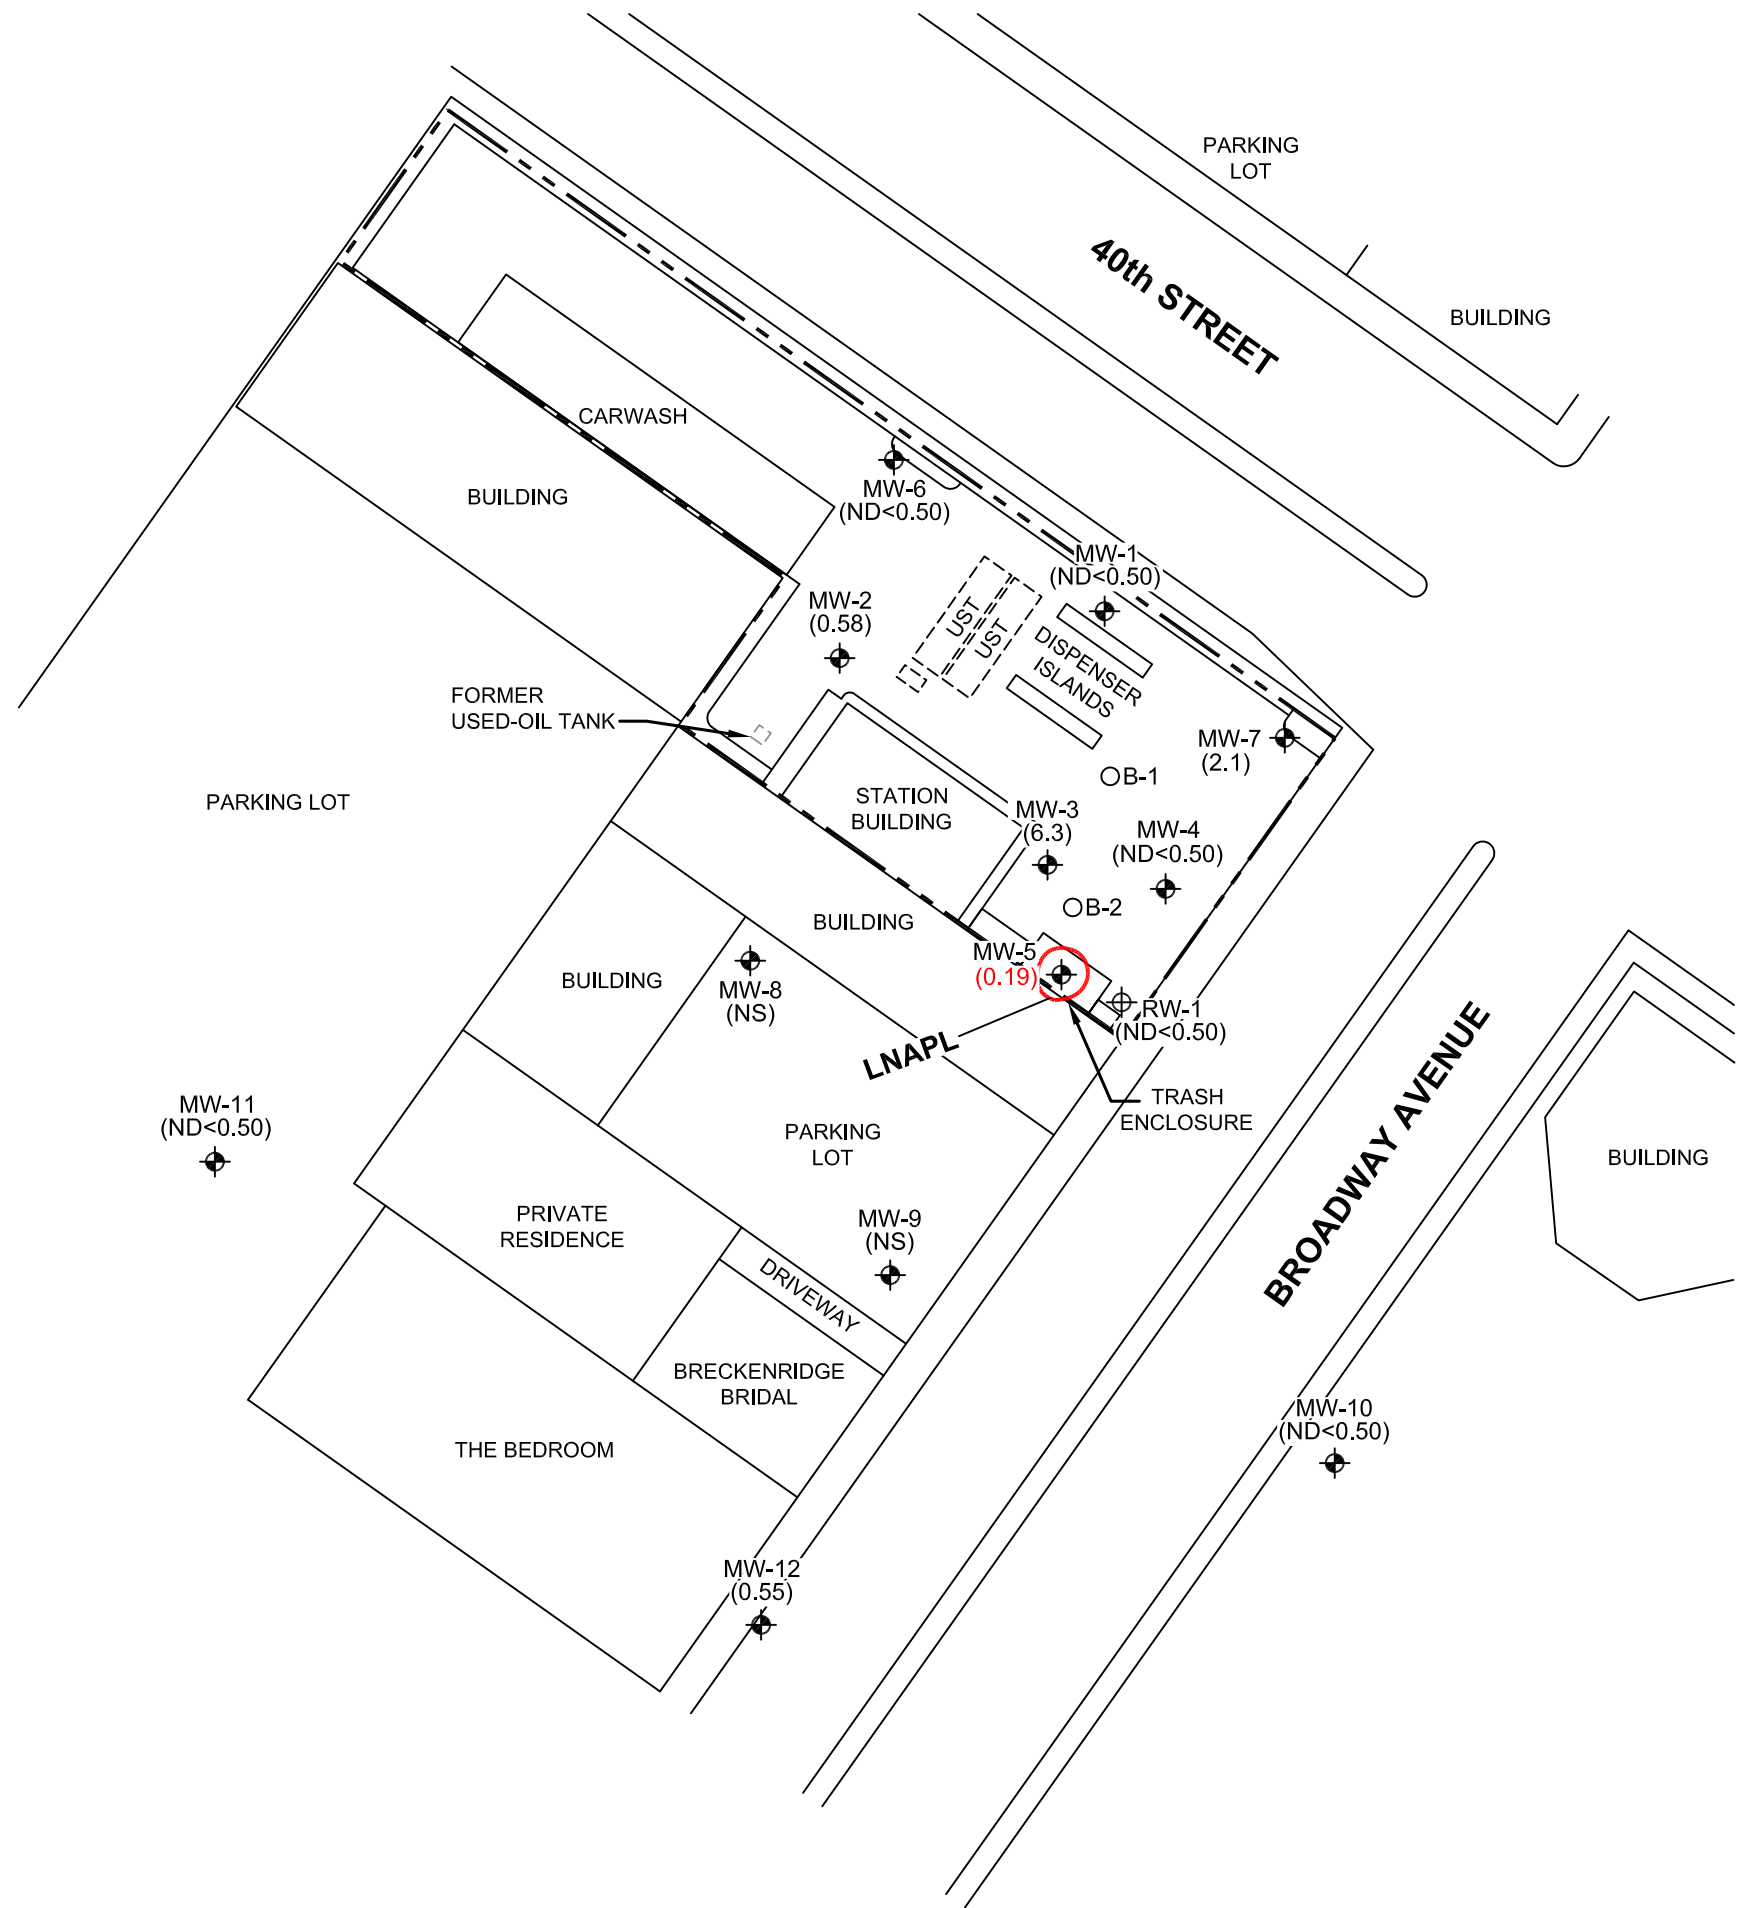 PARKING
LOT
40th STREET
BUILDING
CARWASH
BUILDING
MW-6
(ND<0.50)
MW-1
(ND<0.50)
MW-2
(0.58)
UST
UST
DISPENSER
ISLANDS
FORMER
USED-OIL TANK
MW-7
(2.1)
B-1
PARKING LOT
STATION
BUILDING
MW-3
(6.3)
MW-4
(ND<0.50)
B-2
BUILDING
MW-5
(0.19)
BUILDING
MW-8
(NS)
RW-1
(ND<0.50)
LNAPL
TRASH
ENCLOSURE
BROADWAY AVENUE
MW-11
(ND<0.50)
PARKING
LOT
BUILDING
PRIVATE
RESIDENCE
MW-9
(NS)
DRIVEWAY
BRECKENRIDGE
BRIDAL
MW-10
(ND<0.50)
THE BEDROOM
MW-12
(0.55)